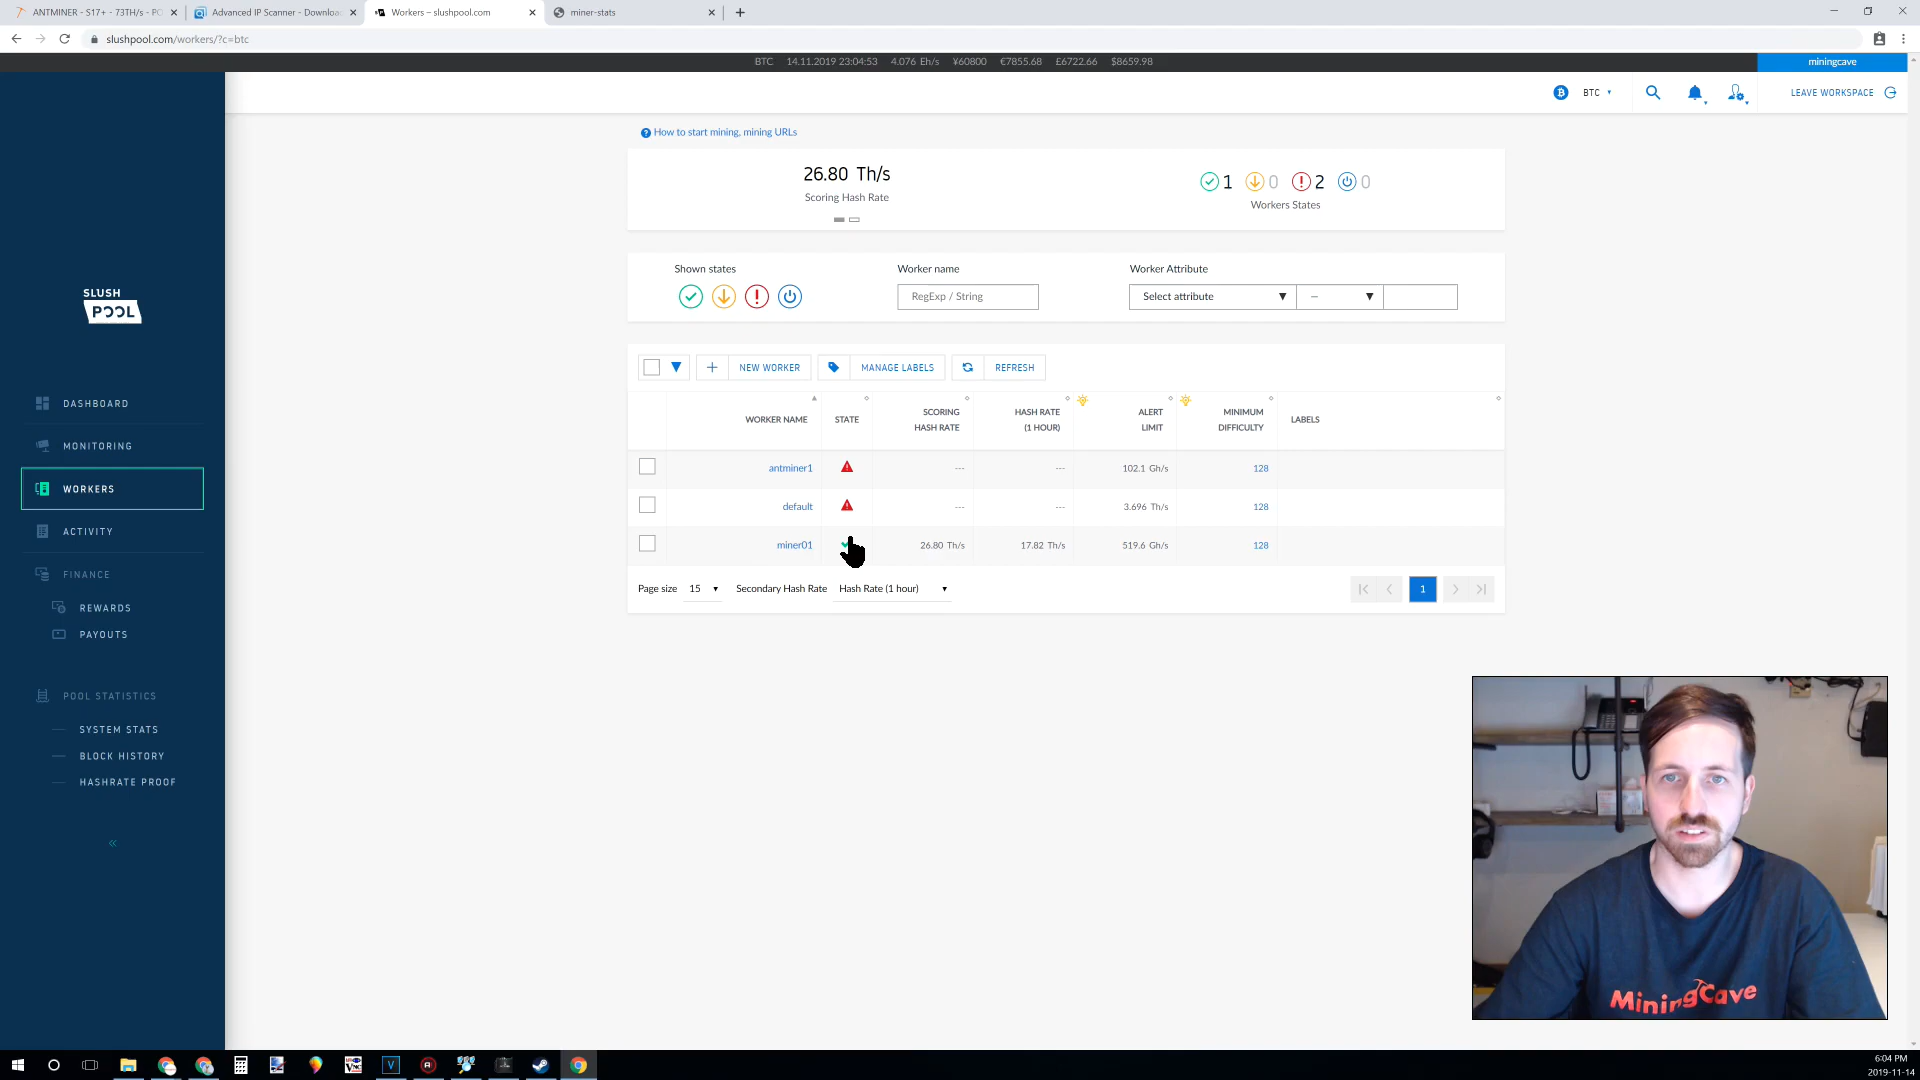 ANTMINER - S17+ - 73TH/s - PO
Advanced IP Scanner - Downloa
Workers – slushpool.com
miner-stats
slushpool.com/workers/?c=btc
BTC 14.11.2019 23:04:53 4.076 Eh/s ¥60800 €7855.68 £6722.66 $8659.98
miningcave
BTC
LEAVE WORKSPACE
How to start mining, mining URLs
26.80 Th/s
Scoring Hash Rate
1 0 2 0
Workers States
Shown states
Worker name
RegExp / String
Worker Attribute
Select attribute
–
SLUSH
POOL
DASHBOARD
MONITORING
WORKERS
ACTIVITY
FINANCE
REWARDS
PAYOUTS
POOL STATISTICS
SYSTEM STATS
BLOCK HISTORY
HASHRATE PROOF
«
NEW WORKER
MANAGE LABELS
REFRESH
WORKER NAME
STATE
SCORING
HASH RATE
HASH RATE
(1 HOUR)
ALERT
LIMIT
MINIMUM
DIFFICULTY
LABELS
antminer1 --- --- 102.1 Gh/s 128
default --- --- 3.696 Th/s 128
miner01 26.80 Th/s 17.82 Th/s 519.6 Gh/s 128
Page size 15 Secondary Hash Rate Hash Rate (1 hour)
1
MiningCave
6:04 PM
2019-11-14